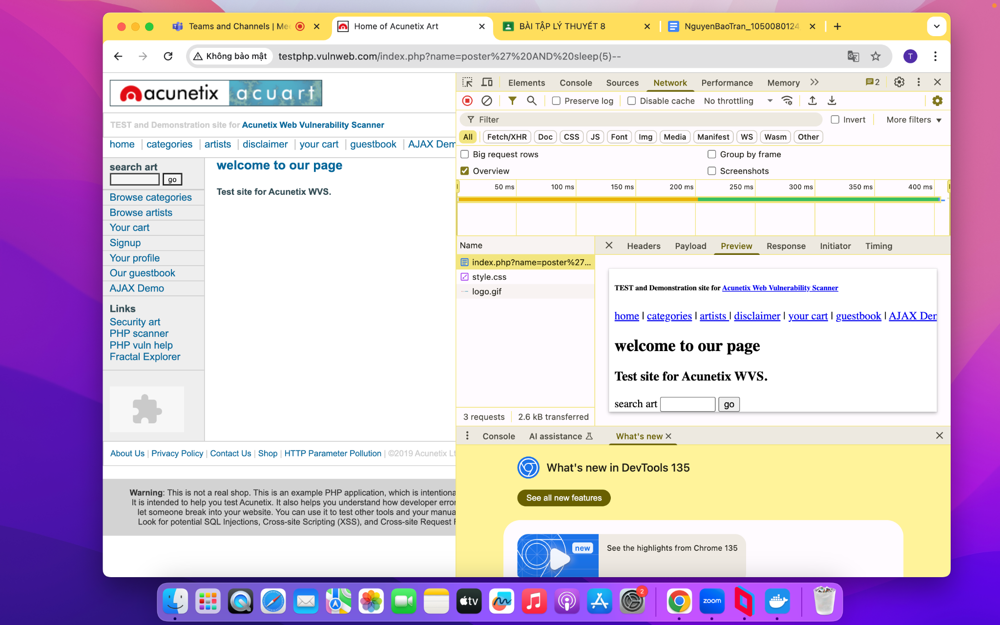 Teams and Channels | Mee
Home of Acunetix Art
BÀI TẬP LÝ THUYẾT 8
NguyenBaoTran_1050080124
Không bảo mật
testphp.vulnweb.com/index.php?name=poster%27%20AND%20sleep(5)--
T
acunetix acuart
TEST and Demonstration site for Acunetix Web Vulnerability Scanner
home | categories | artists | disclaimer | your cart | guestbook | AJAX Dem
search art
go
Browse categories
Browse artists
Your cart
Signup
Your profile
Our guestbook
AJAX Demo
Links
Security art
PHP scanner
PHP vuln help
Fractal Explorer
welcome to our page
Test site for Acunetix WVS.
About Us | Privacy Policy | Contact Us | Shop | HTTP Parameter Pollution | ©2019 Acunetix Lt
Warning: This is not a real shop. This is an example PHP application, which is intentiona
It is intended to help you test Acunetix. It also helps you understand how developer error
let someone break into your website. You can use it to test other tools and your manua
Look for potential SQL Injections, Cross-site Scripting (XSS), and Cross-site Request F
Elements Console Sources Network Performance Memory 2
Preserve log Disable cache No throttling
Filter Invert More filters
All Fetch/XHR Doc CSS JS Font Img Media Manifest WS Wasm Other
Big request rows Group by frame
Overview Screenshots
50 ms 100 ms 150 ms 200 ms 250 ms 300 ms 350 ms 400 ms
Name
index.php?name=poster%27...
style.css
logo.gif
3 requests 2.6 kB transferred
Headers Payload Preview Response Initiator Timing
TEST and Demonstration site for Acunetix Web Vulnerability Scanner
home | categories | artists | disclaimer | your cart | guestbook | AJAX Dem
welcome to our page
Test site for Acunetix WVS.
search art go
Console AI assistance What's new
What's new in DevTools 135
See all new features
new
See the highlights from Chrome 135
tv
2
zoom